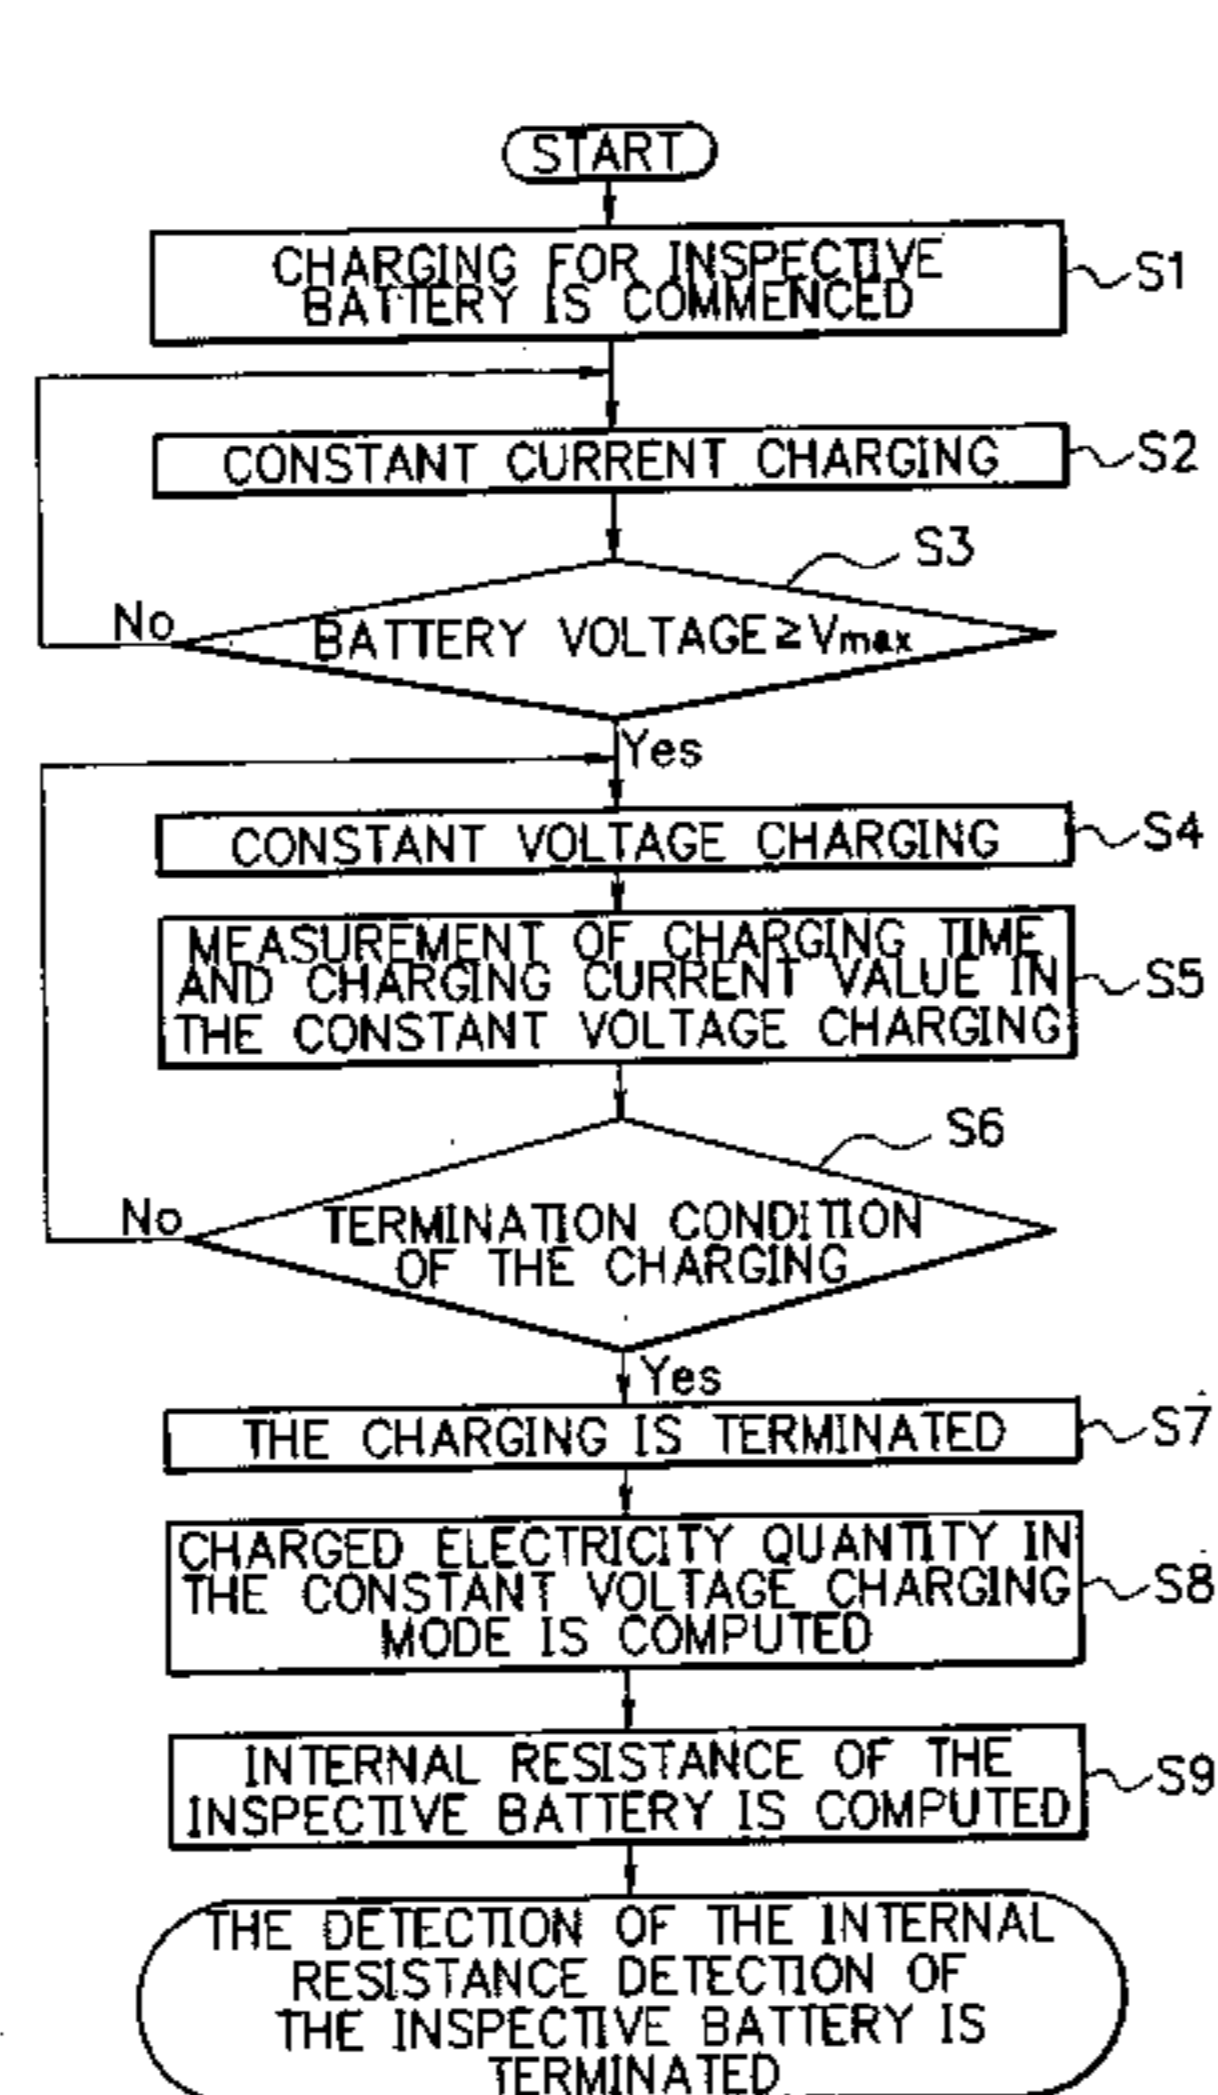 START
CHARGING FOR INSPECTIVE
BATTERY IS COMMENCED
S1
CONSTANT CURRENT CHARGING
S2
S3
No
BATTERY VOLTAGE≥Vmax
Yes
CONSTANT VOLTAGE CHARGING
S4
MEASUREMENT OF CHARGING TIME
AND CHARGING CURRENT VALUE IN
THE CONSTANT VOLTAGE CHARGING
S5
S6
No
TERMINATION CONDITION
OF THE CHARGING
Yes
THE CHARGING IS TERMINATED
S7
CHARGED ELECTRICITY QUANTITY IN
THE CONSTANT VOLTAGE CHARGING
MODE IS COMPUTED
S8
INTERNAL RESISTANCE OF THE
INSPECTIVE BATTERY IS COMPUTED
S9
THE DETECTION OF THE INTERNAL
RESISTANCE DETECTION OF
THE INSPECTIVE BATTERY IS
TERMINATED